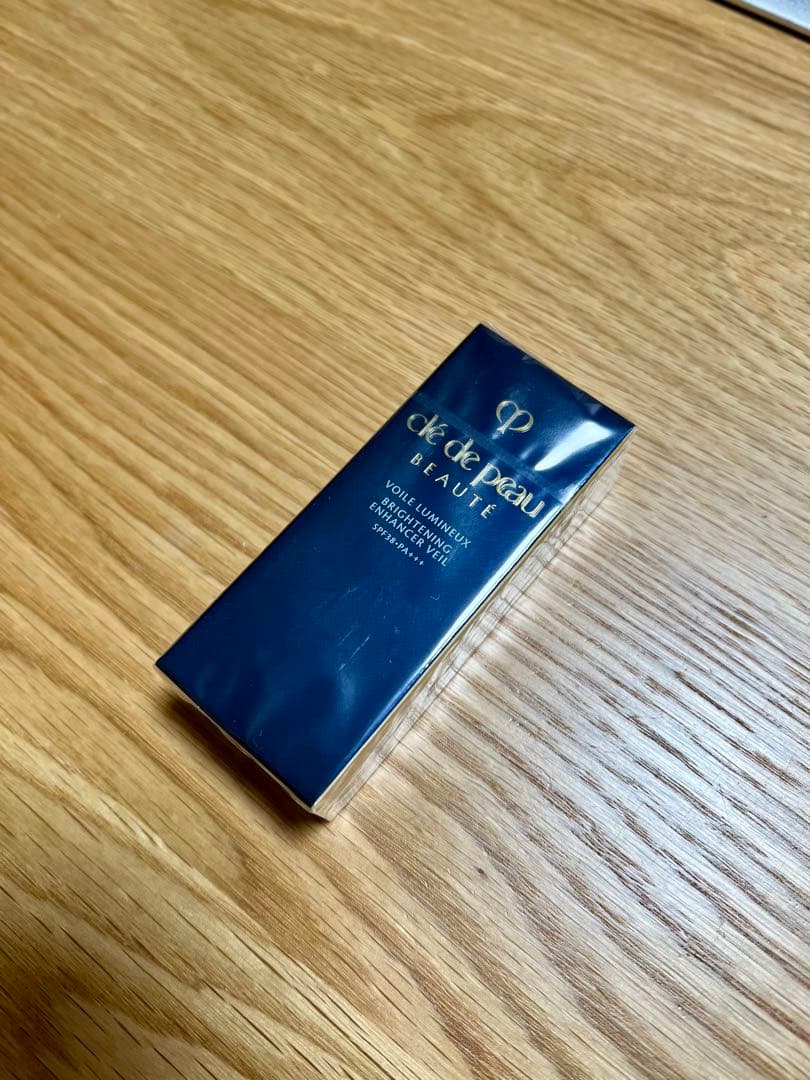 clé de peau
BEAUTÉ
VOILE LUMINEUX
BRIGHTENING
ENHANCER VEIL
SPF38・PA+++